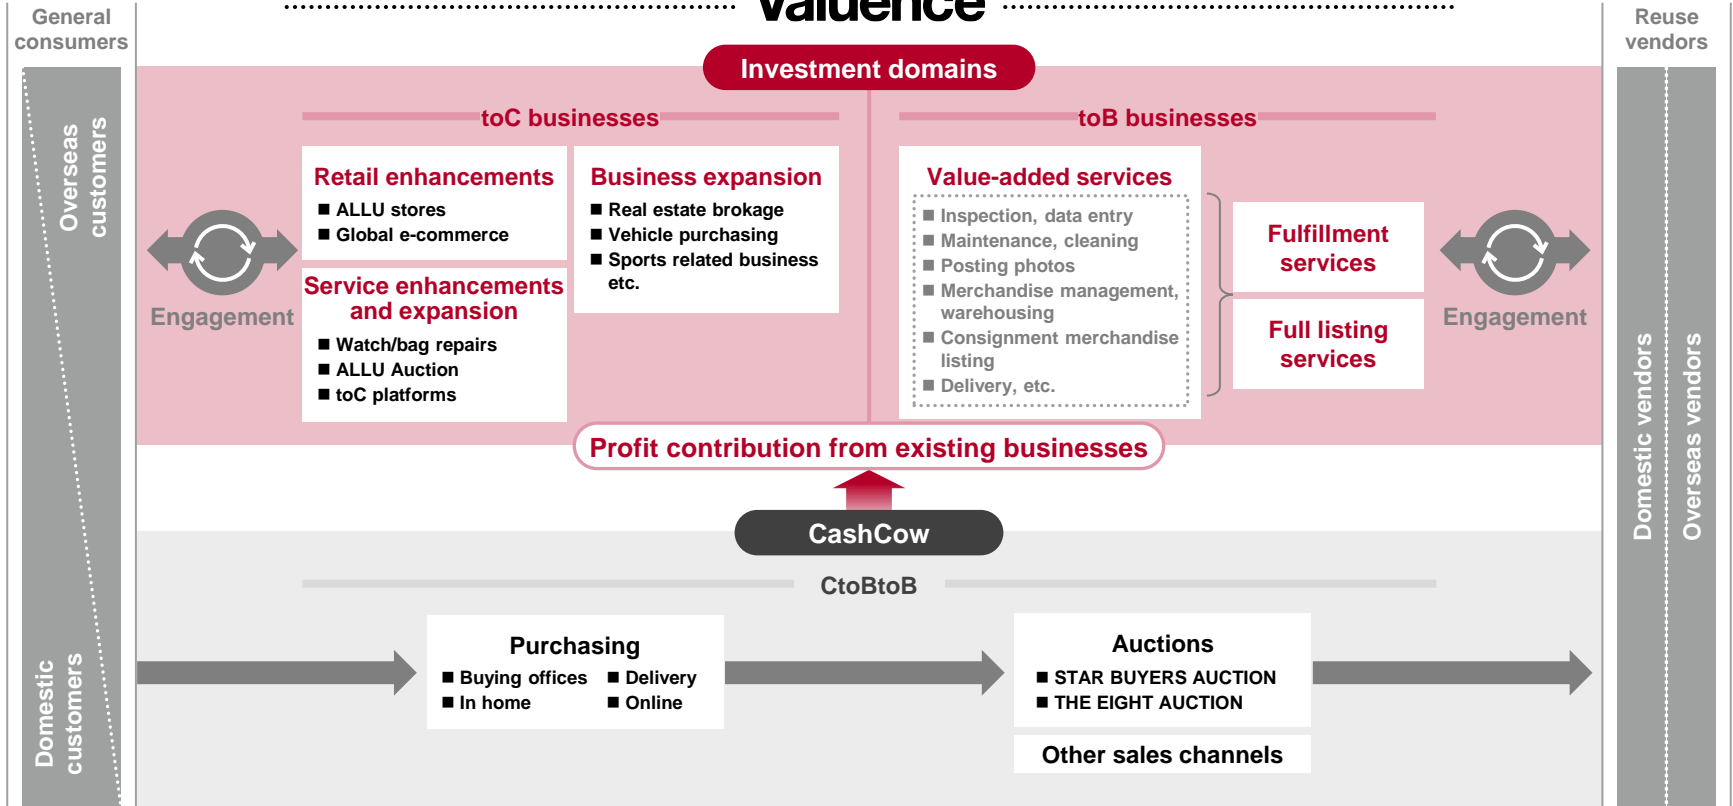 Valuence
General
consumers
Reuse
vendors
Investment domains
toC businesses
toB businesses
Overseas
customers
Domestic
customers
Engagement
Retail enhancements
■ ALLU stores
■ Global e-commerce
Service enhancements
and expansion
■ Watch/bag repairs
■ ALLU Auction
■ toC platforms
Business expansion
■ Real estate brokage
■ Vehicle purchasing
■ Sports related business
etc.
Value-added services
■ Inspection, data entry
■ Maintenance, cleaning
■ Posting photos
■ Merchandise management,
warehousing
■ Consignment merchandise
listing
■ Delivery, etc.
Fulfillment
services
Full listing
services
Engagement
Domestic vendors
Overseas vendors
Profit contribution from existing businesses
CashCow
CtoBtoB
Purchasing
■ Buying offices ■ Delivery
■ In home ■ Online
Auctions
■ STAR BUYERS AUCTION
■ THE EIGHT AUCTION
Other sales channels